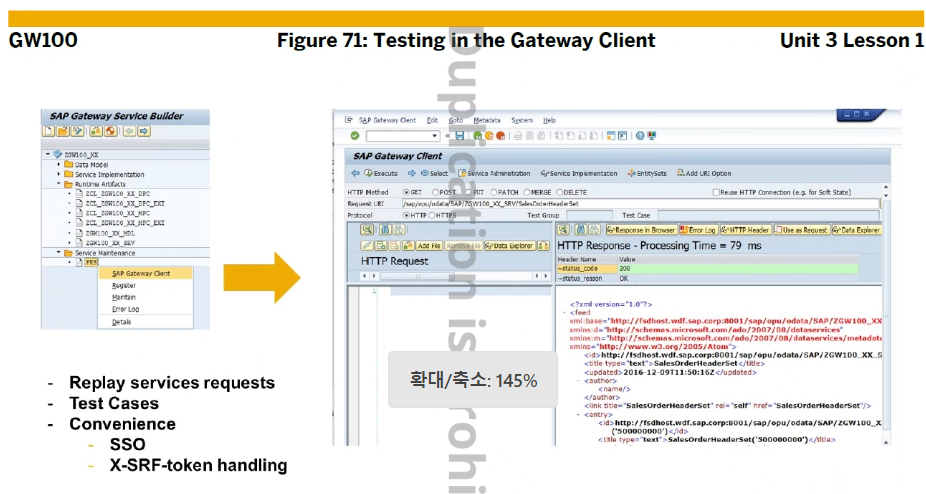 GW100
Figure 71: Testing in the Gateway Client
Unit 3 Lesson 1
SAP Gateway Service Builder
ZGW100_XX
Data Model
Service Implementation
Runtime Artifacts
ZCL_ZGW100_XX_DPC
ZCL_ZGW100_XX_DPC_EXT
ZCL_ZGW100_XX_MPC
ZCL_ZGW100_XX_MPC_EXT
ZGW100_XX_MDL
ZGW100_XX_SRV
Service Maintenance
SAP Gateway Client
Register
Maintain
Error Log
Details
- Replay services requests
- Test Cases
- Convenience
- SSO
- X-SRF-token handling
SAP Gateway Client Edit Goto Metadata System Help
SAP Gateway Client
Execute Select Service Administration Service Implementation EntitySets Add URI Option
HTTP Method GET POST PUT PATCH MERGE DELETE Reuse HTTP Connection (e.g. for Soft State)
Request URI /sap/opu/odata/SAP/ZGW100_XX_SRV/SalesOrderHeaderSet
Protocol HTTP HTTPS Test Group Test Case
Add File Remove File Data Explorer
HTTP Request
1
Response in Browser Error Log HTTP Header Use as Request Data Explorer
HTTP Response - Processing Time = 79 ms
Header Name Value
~status_code 200
~status_reason OK
<?xml version="1.0"?>
- <feed
xml:base="http://fsdhost.wdf.sap.corp:8001/sap/opu/odata/SAP/ZGW100_XX
xmlns:d="http://schemas.microsoft.com/ado/2007/08/dataservices"
xmlns:m="http://schemas.microsoft.com/ado/2007/08/dataservices/metadata
xmlns="http://www.w3.org/2005/Atom">
<id>http://fsdhost.wdf.sap.corp:8001/sap/opu/odata/SAP/ZGW100_XX_S
<title type="text">SalesOrderHeaderSet</title>
<updated>2016-12-09T11:50:16Z</updated>
- <author>
<name/>
</author>
<link title="SalesOrderHeaderSet" rel="self" href="SalesOrderHeaderSet"/>
- <entry>
<id>http://fsdhost.wdf.sap.corp:8001/sap/opu/odata/SAP/ZGW100_X
('500000000')</id>
<title type="text">SalesOrderHeaderSet('500000000')</title>
확대/축소: 145%
Duplication is prohi